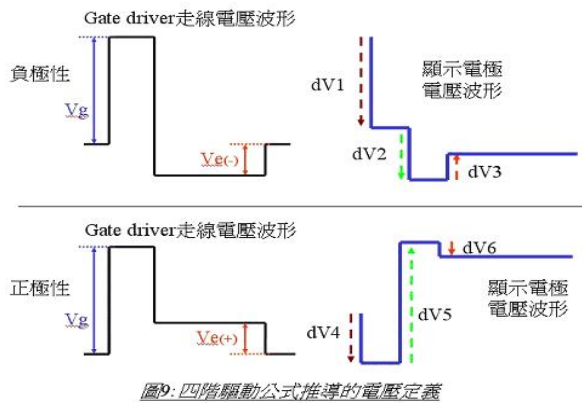 Gate driver走線電壓波形
負極性
Vg
Ve(-)
dV1
dV2
dV3
顯示電極
電壓波形
Gate driver走線電壓波形
正極性
Vg
Ve(+)
dV4
dV5
dV6
顯示電極
電壓波形
圖9:四階驅動公式推導的電壓定義